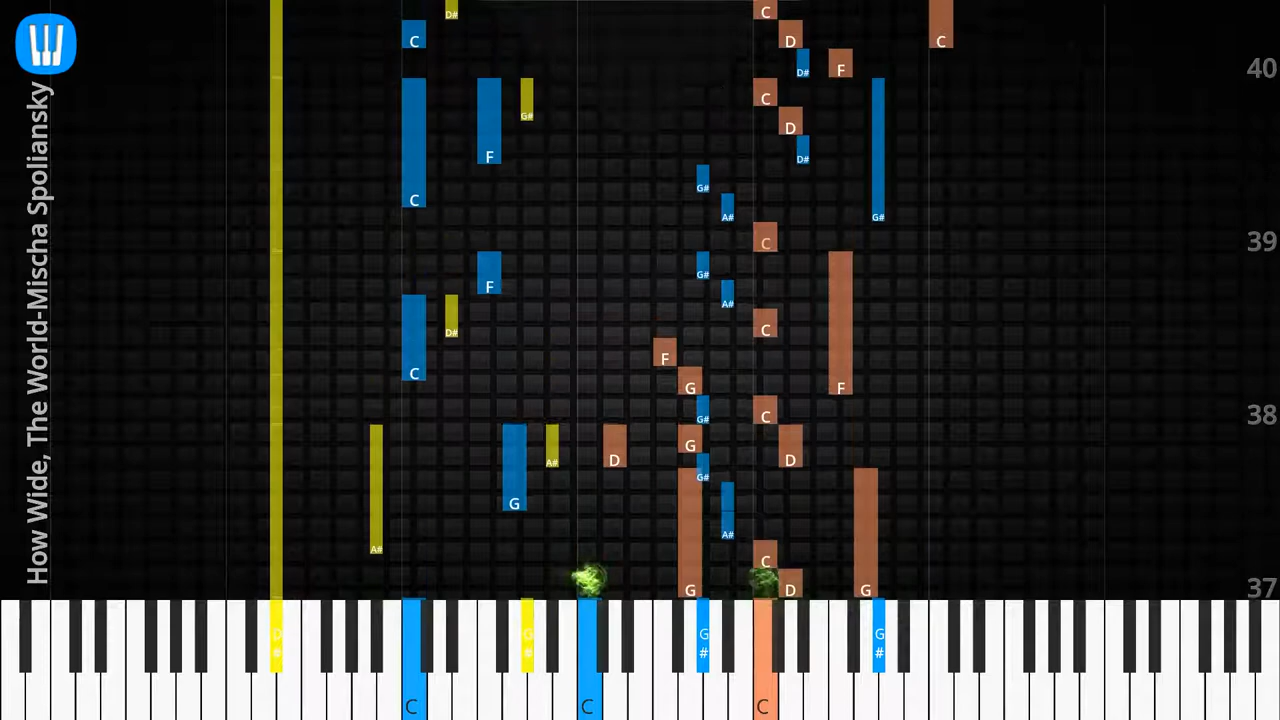 How Wide, The World-Mischa Spoliansky
D# C
C D C
40
D# F
G# C
D
F D#
C G# A# G#
39
C
F G# A#
D# C
F
C G F
38
G# C
A# G D
G# D
G A#
A# C
G D G
37
D# G# G# G#
C C C